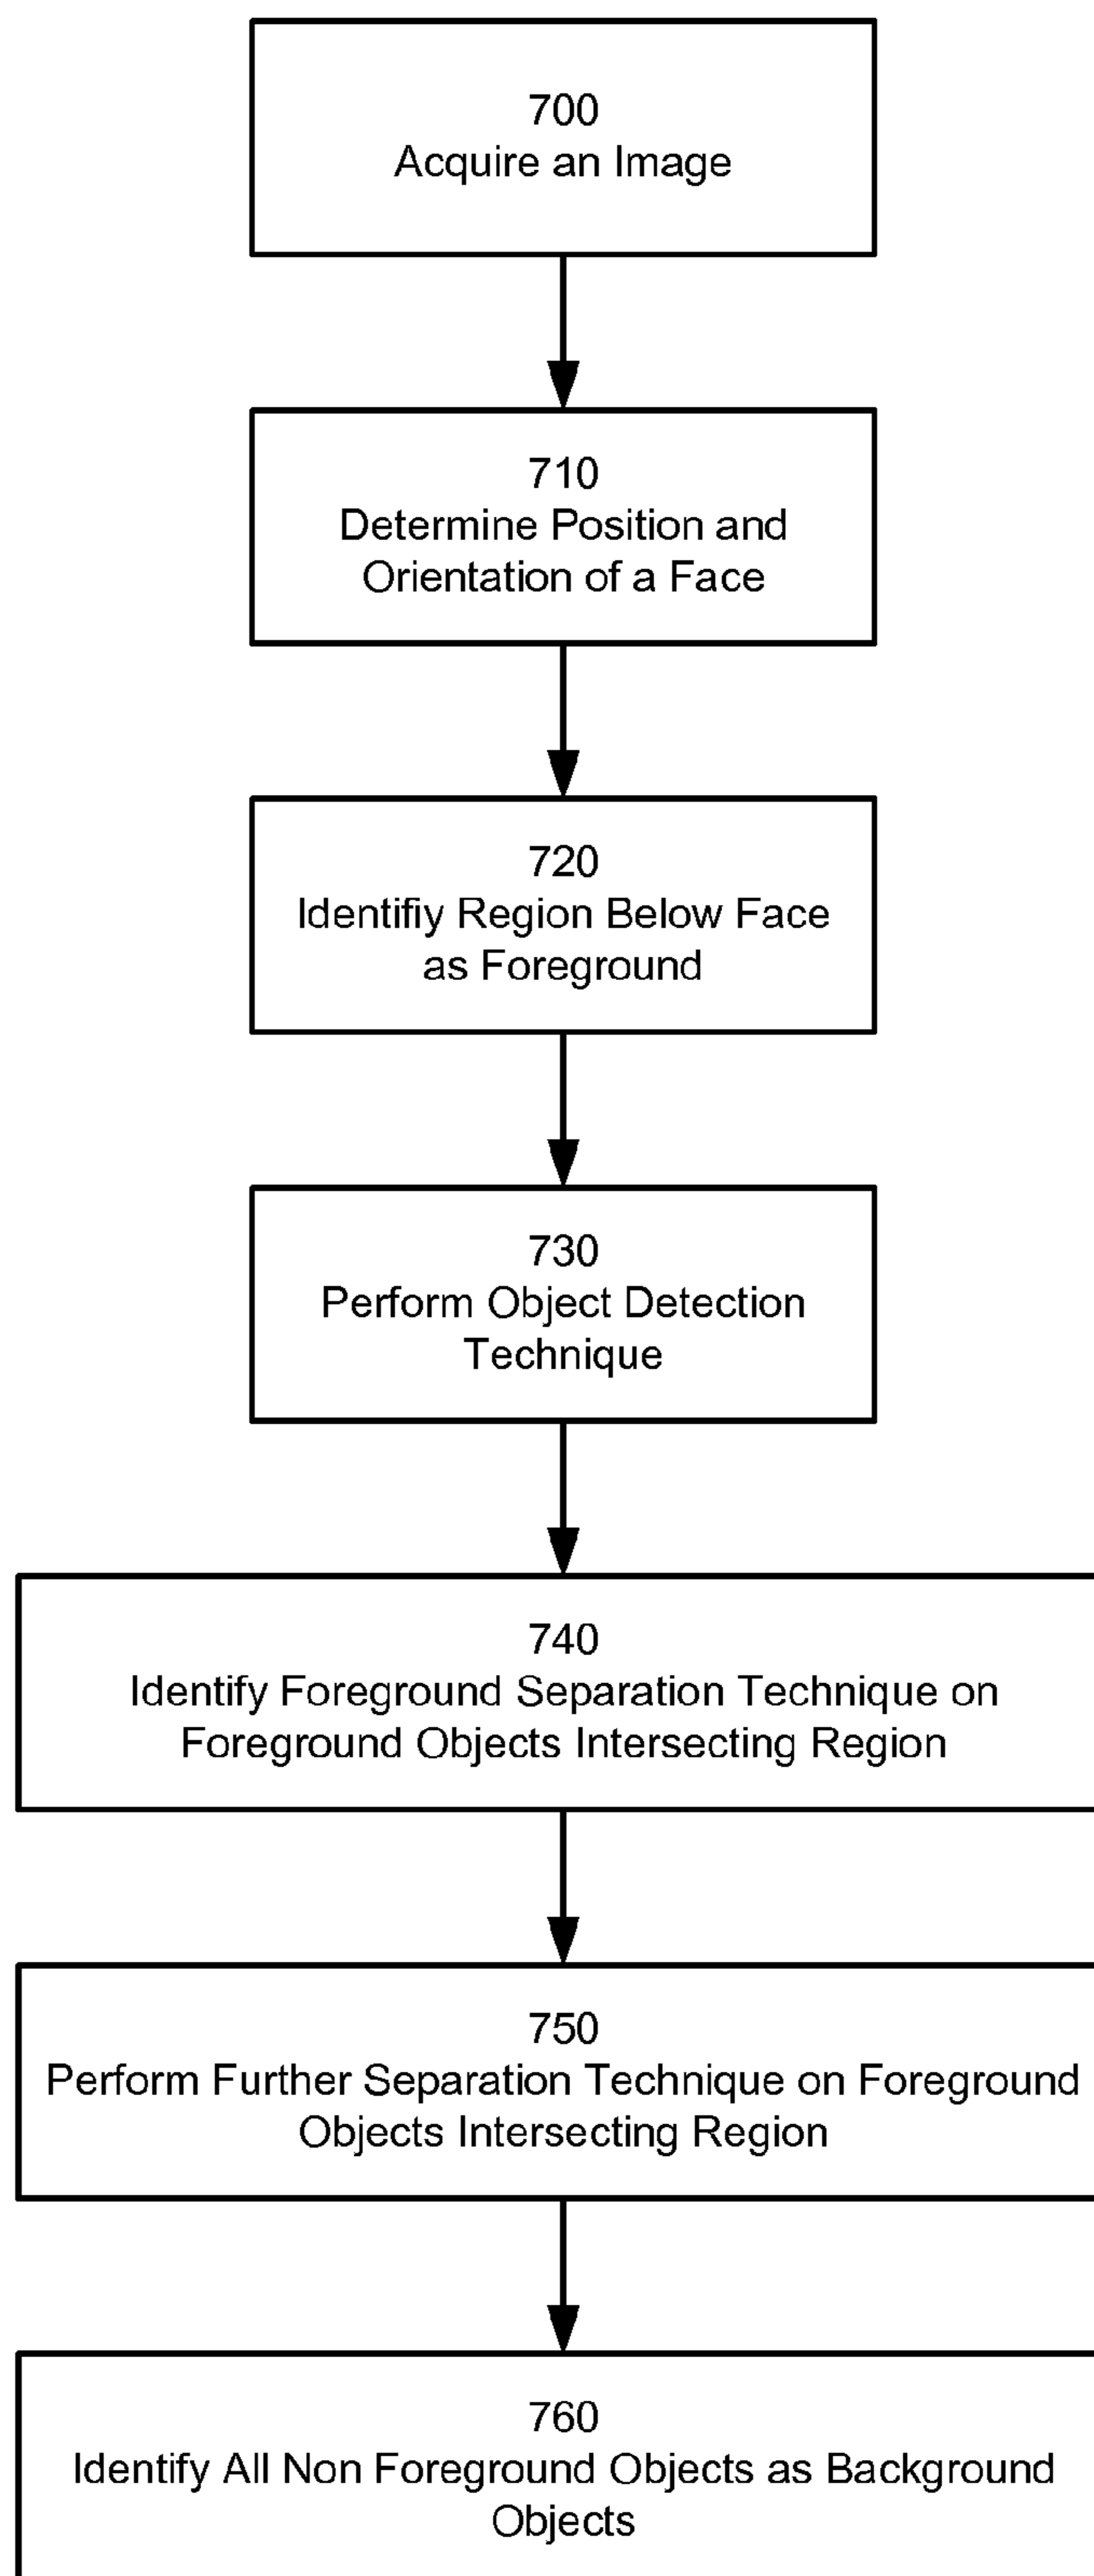 700
Acquire an Image
710
Determine Position and
Orientation of a Face
720
Identifiy Region Below Face
as Foreground
730
Perform Object Detection
Technique
740
Identify Foreground Separation Technique on
Foreground Objects Intersecting Region
750
Perform Further Separation Technique on Foreground
Objects Intersecting Region
760
Identify All Non Foreground Objects as Background
Objects